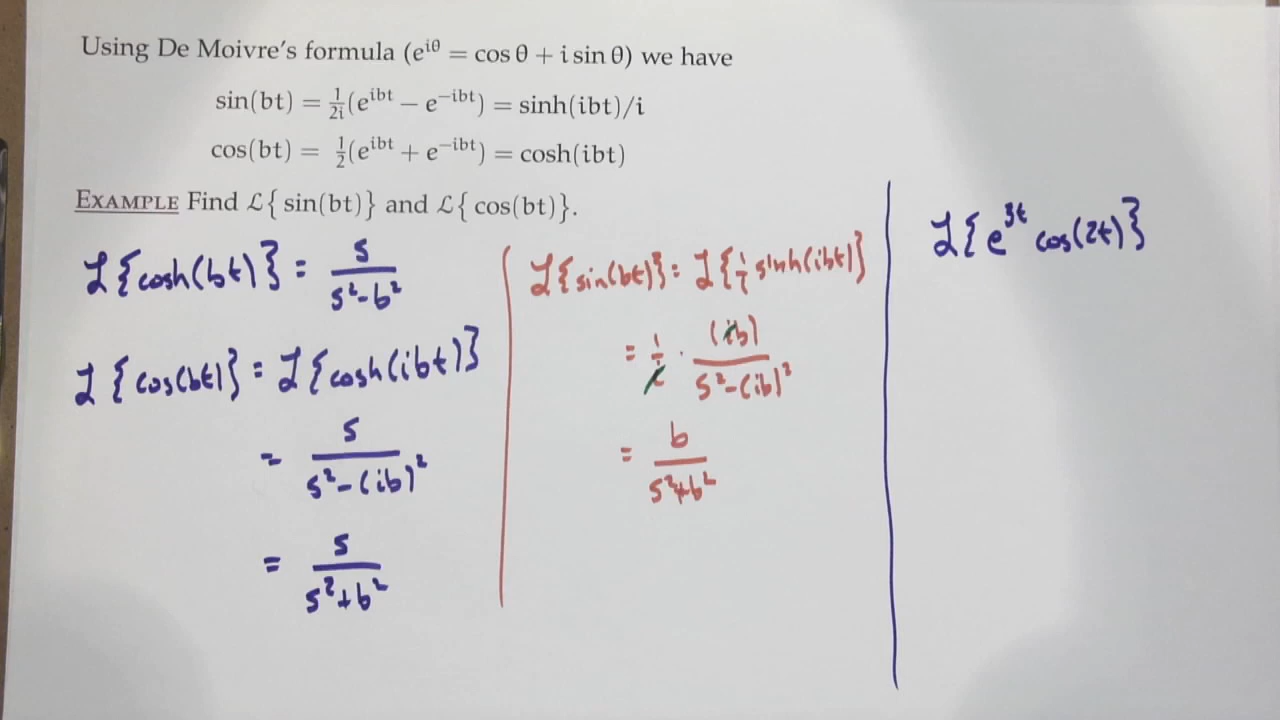 Using De Moivre's formula (e^{iθ} = cos θ + i sin θ) we have
sin(bt) = 1/2i (e^{ibt} − e^{−ibt}) = sinh(ibt)/i
cos(bt) = 1/2 (e^{ibt} + e^{−ibt}) = cosh(ibt)
EXAMPLE Find ℒ{ sin(bt)} and ℒ{ cos(bt)}.
ℒ{cosh(bt)} = s/(s²−b²)
ℒ{cos(bt)} = ℒ{cosh(ibt)}
= s/(s²−(ib)²)
= s/(s²+b²)
ℒ{sin(bt)} = ℒ{1/i sinh(ibt)}
= 1/i · (ib)/(s²−(ib)²)
= b/(s²+b²)
ℒ{e^{3t} cos(2t)}